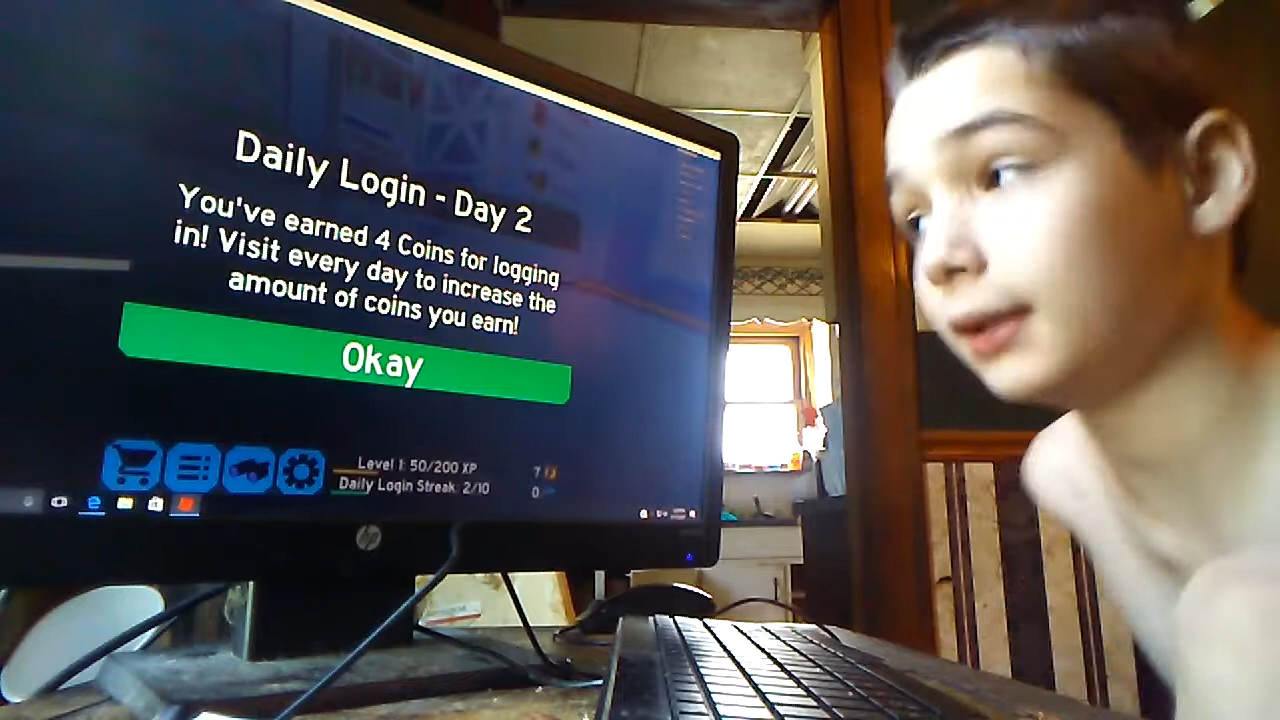 Daily Login - Day 2
You've earned 4 Coins for logging
in! Visit every day to increase the
amount of coins you earn!
Okay
Level 1: 50/200 XP
7
Daily Login Streak: 2/10
0
hp